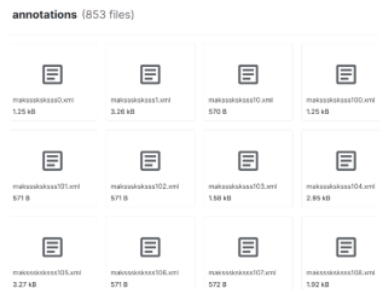 annotations (853 files)
maksssksksss0.xml maksssksksss1.xml maksssksksss10.xml maksssksksss100.xml
1.25 kB 3.26 kB 570 B 1.25 kB
maksssksksss101.xml maksssksksss102.xml maksssksksss103.xml maksssksksss104.xml
571 B 571 B 1.58 kB 2.95 kB
maksssksksss105.xml maksssksksss106.xml maksssksksss107.xml maksssksksss108.xml
3.27 kB 571 B 572 B 1.92 kB